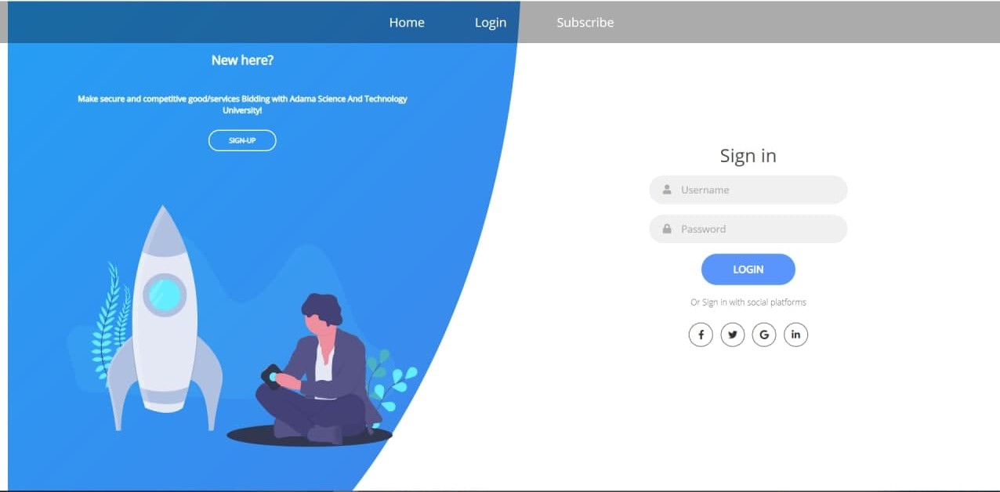 Home Login Subscribe
New here?
Make secure and competitive good/services Bidding with Adama Science And Technology
University!
SIGN-UP
Sign in
Username
Password
LOGIN
Or Sign in with social platforms
f G in